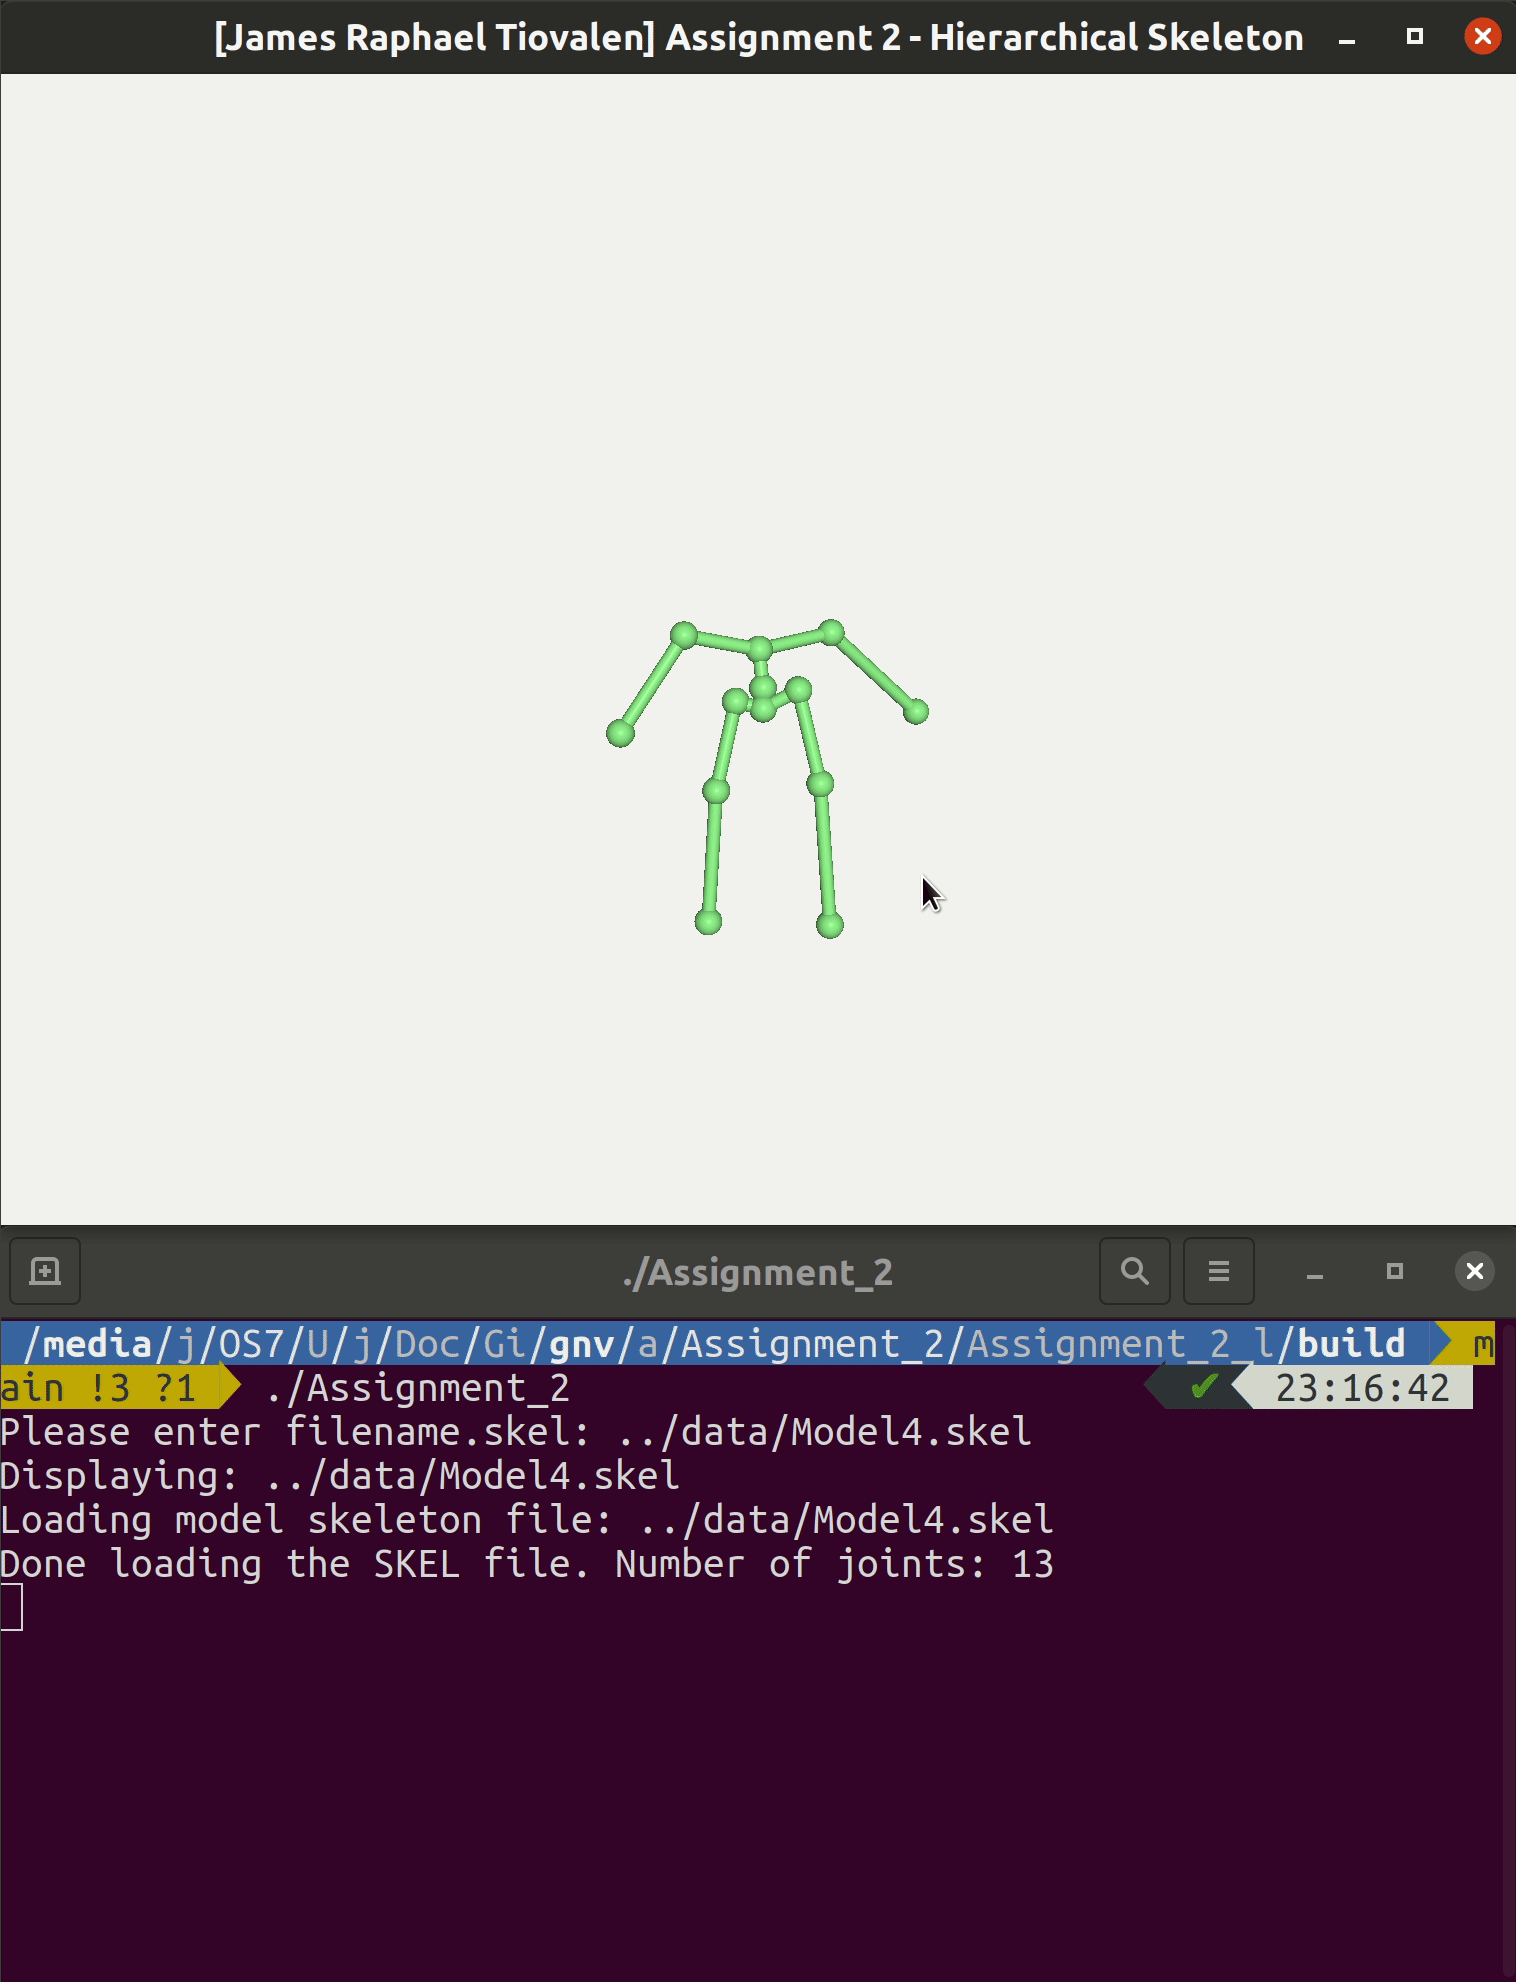 [James Raphael Tiovalen] Assignment 2 - Hierarchical Skeleton
./Assignment_2
/media/j/OS7/U/j/Doc/Gi/gnv/a/Assignment_2/Assignment_2_l/build m
ain !3 ?1 ./Assignment_2 ✔ 23:16:42
Please enter filename.skel: ../data/Model4.skel
Displaying: ../data/Model4.skel
Loading model skeleton file: ../data/Model4.skel
Done loading the SKEL file. Number of joints: 13